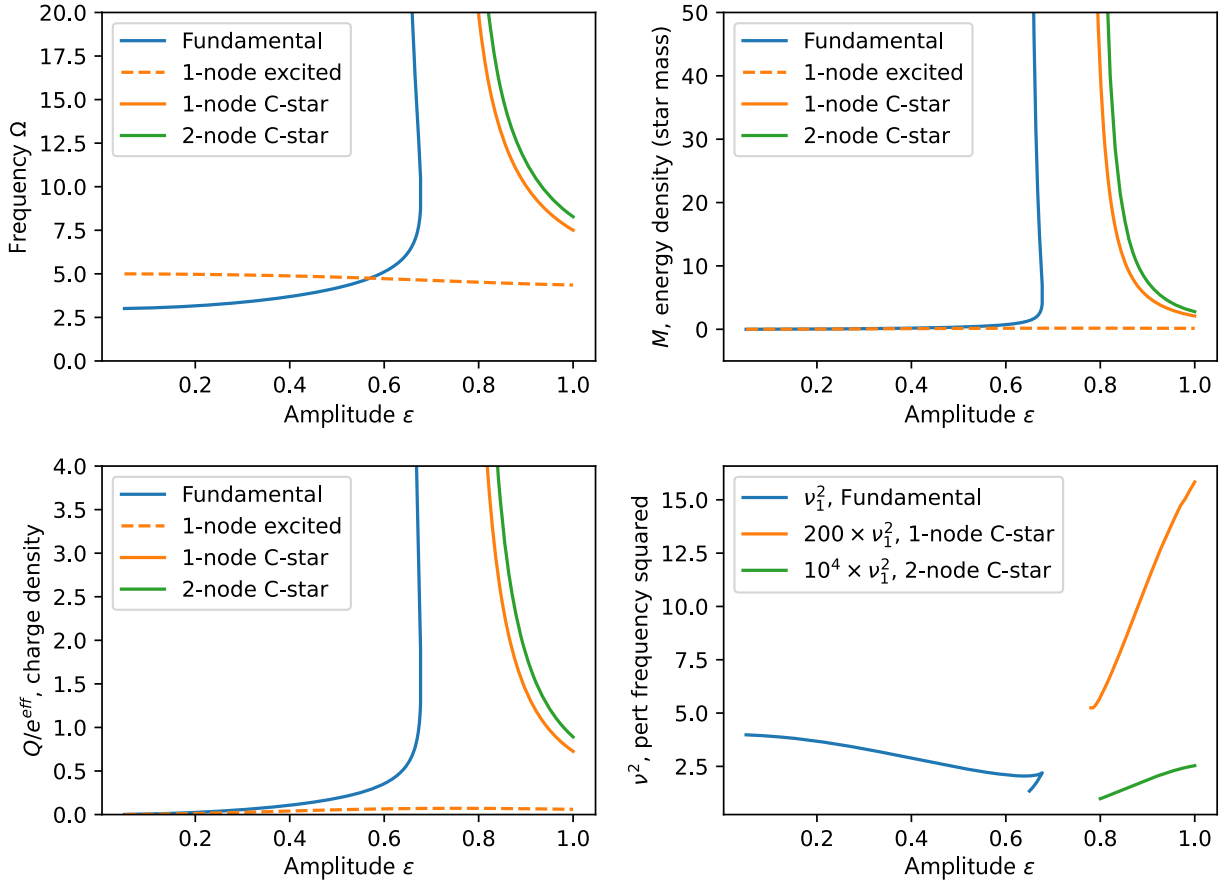 Frequency Ω
20.0
17.5
15.0
12.5
10.0
7.5
5.0
2.5
0.0
Fundamental
1-node excited
1-node C-star
2-node C-star
0.2 0.4 0.6 0.8 1.0
Amplitude ε
M, energy density (star mass)
50
40
30
20
10
0
Fundamental
1-node excited
1-node C-star
2-node C-star
0.2 0.4 0.6 0.8 1.0
Amplitude ε
Q/e^{eff}, charge density
4.0
3.5
3.0
2.5
2.0
1.5
1.0
0.5
0.0
Fundamental
1-node excited
1-node C-star
2-node C-star
0.2 0.4 0.6 0.8 1.0
Amplitude ε
ν², pert frequency squared
15.0
12.5
10.0
7.5
5.0
2.5
ν₁², Fundamental
200 × ν₁², 1-node C-star
10⁴ × ν₁², 2-node C-star
0.2 0.4 0.6 0.8 1.0
Amplitude ε